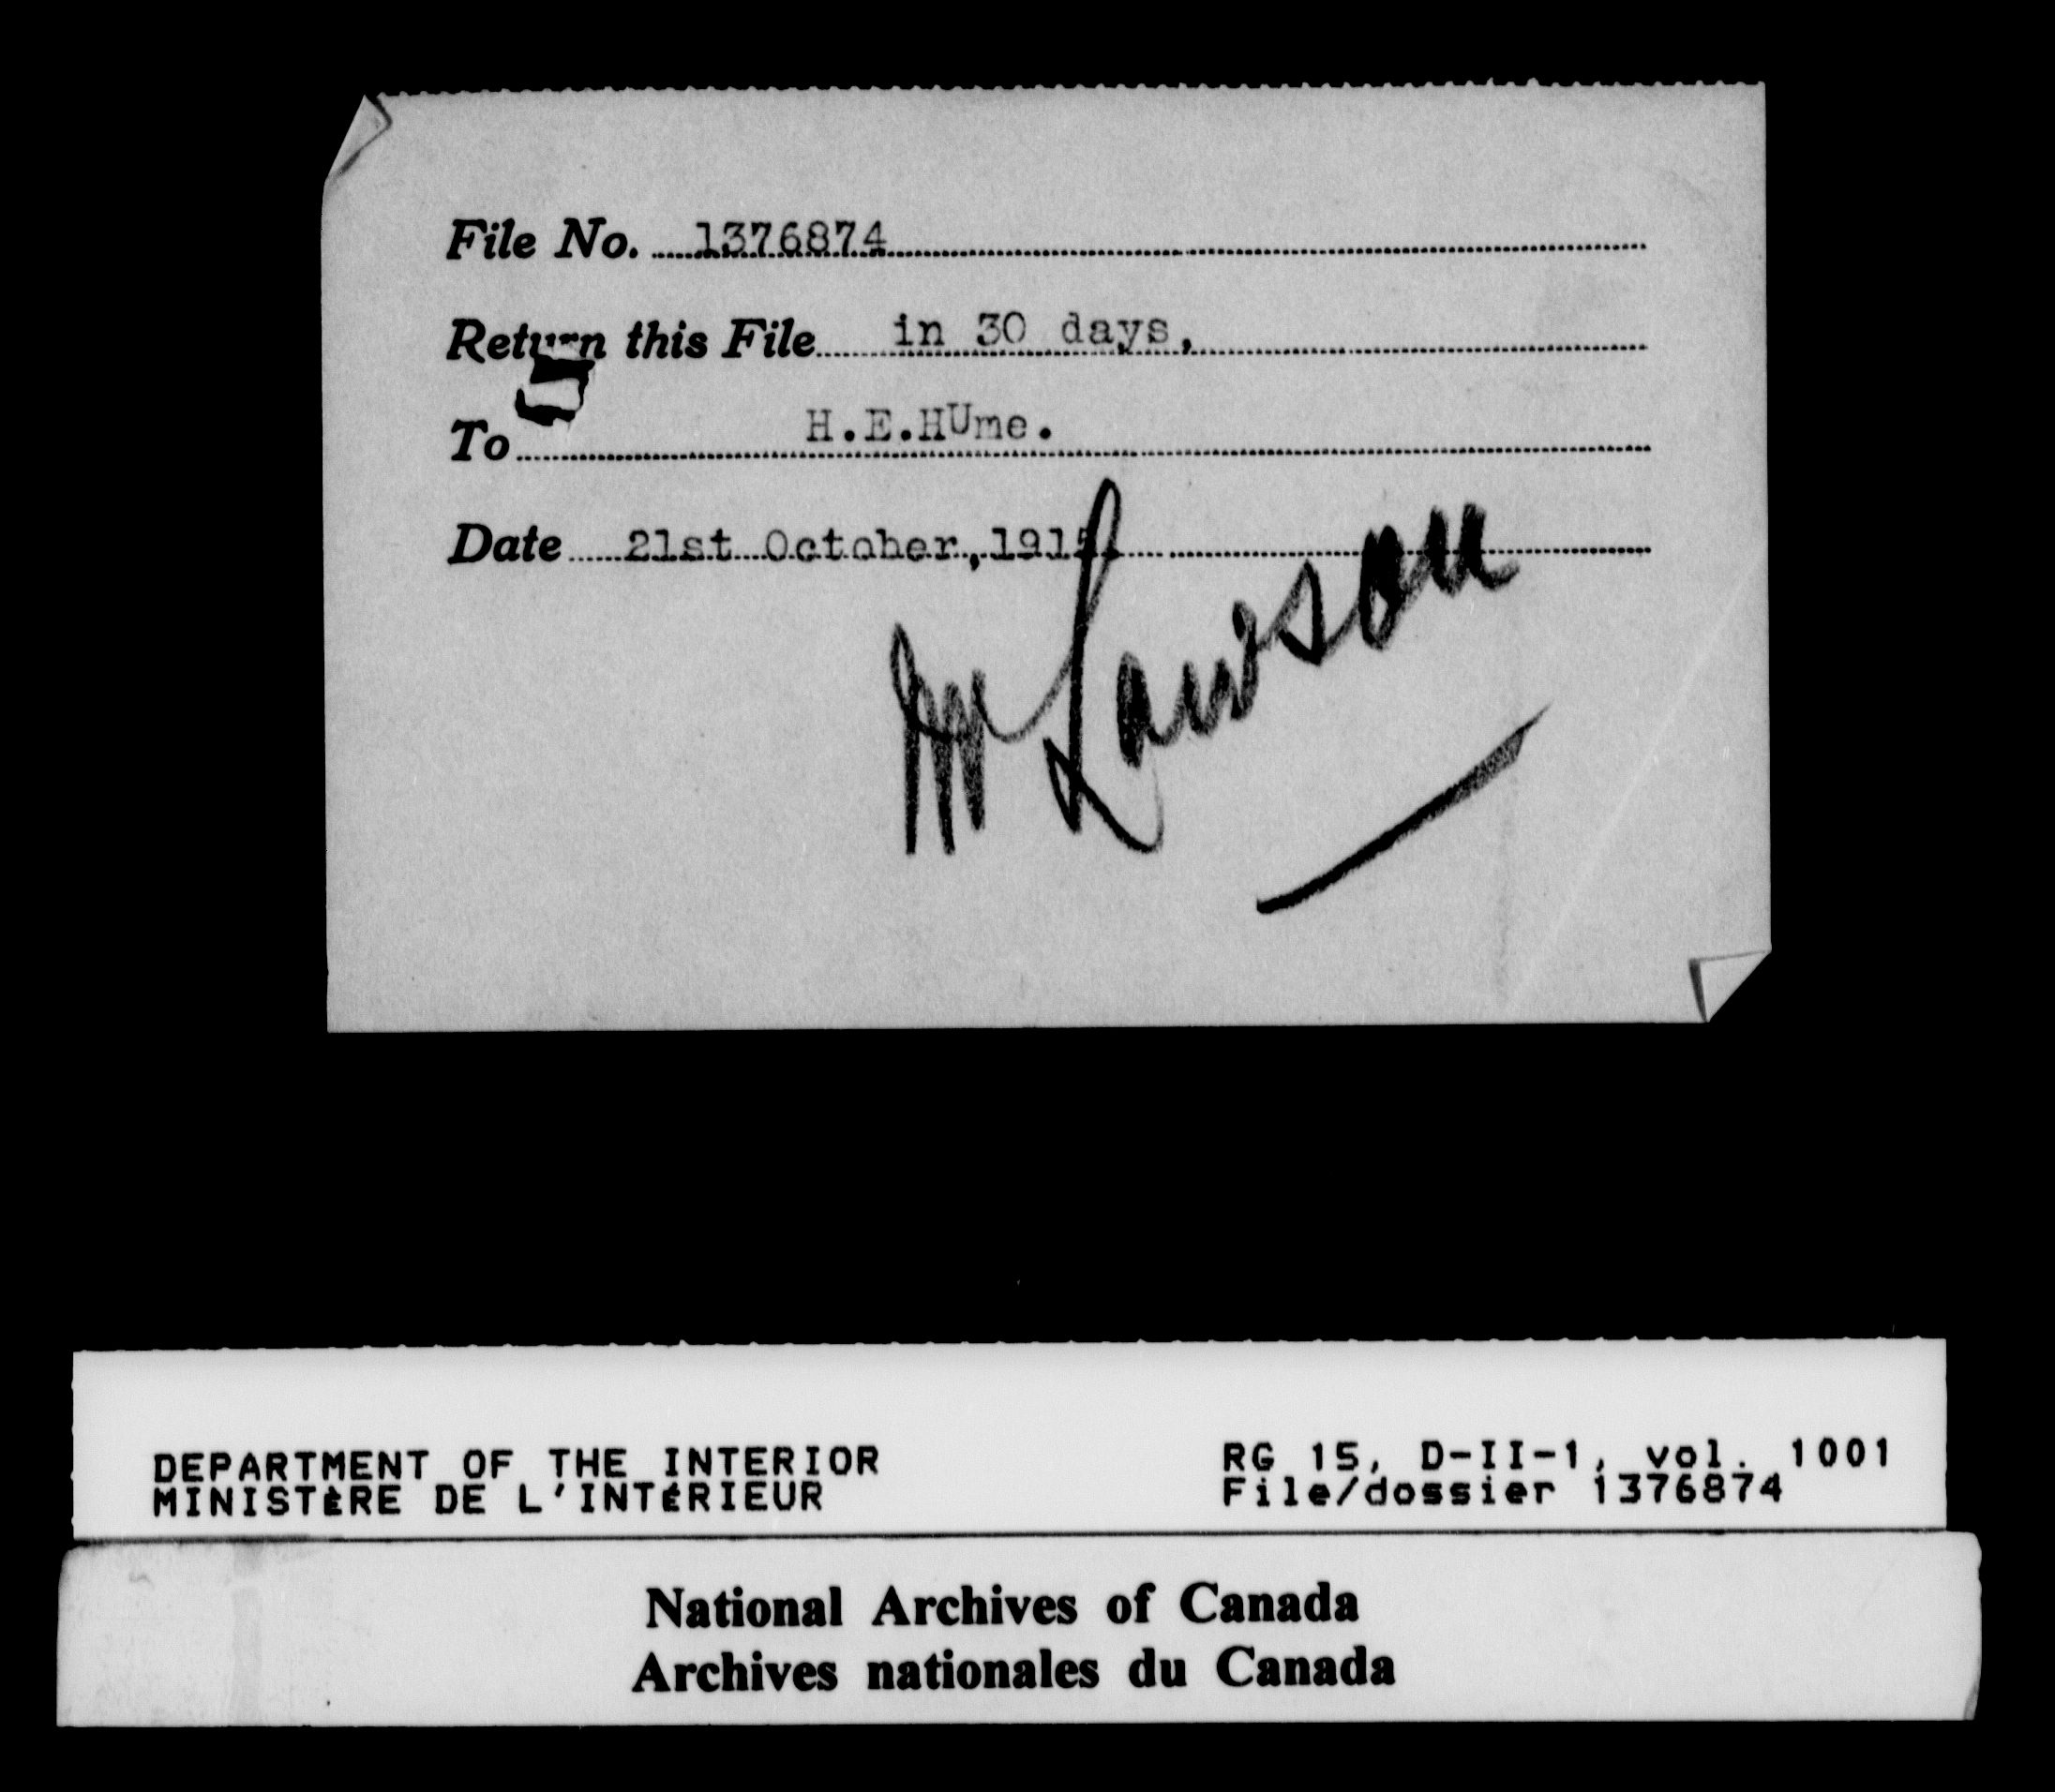 File No. 1376874
Return this File in 30 days,
To H.E.HUme.
Date 21st October,1915.
Mr Lawson
DEPARTMENT OF THE INTERIOR
MINISTÈRE DE L'INTÉRIEUR
RG 15, D-II-1, vol. 1001
File/dossier 1376874
National Archives of Canada
Archives nationales du Canada